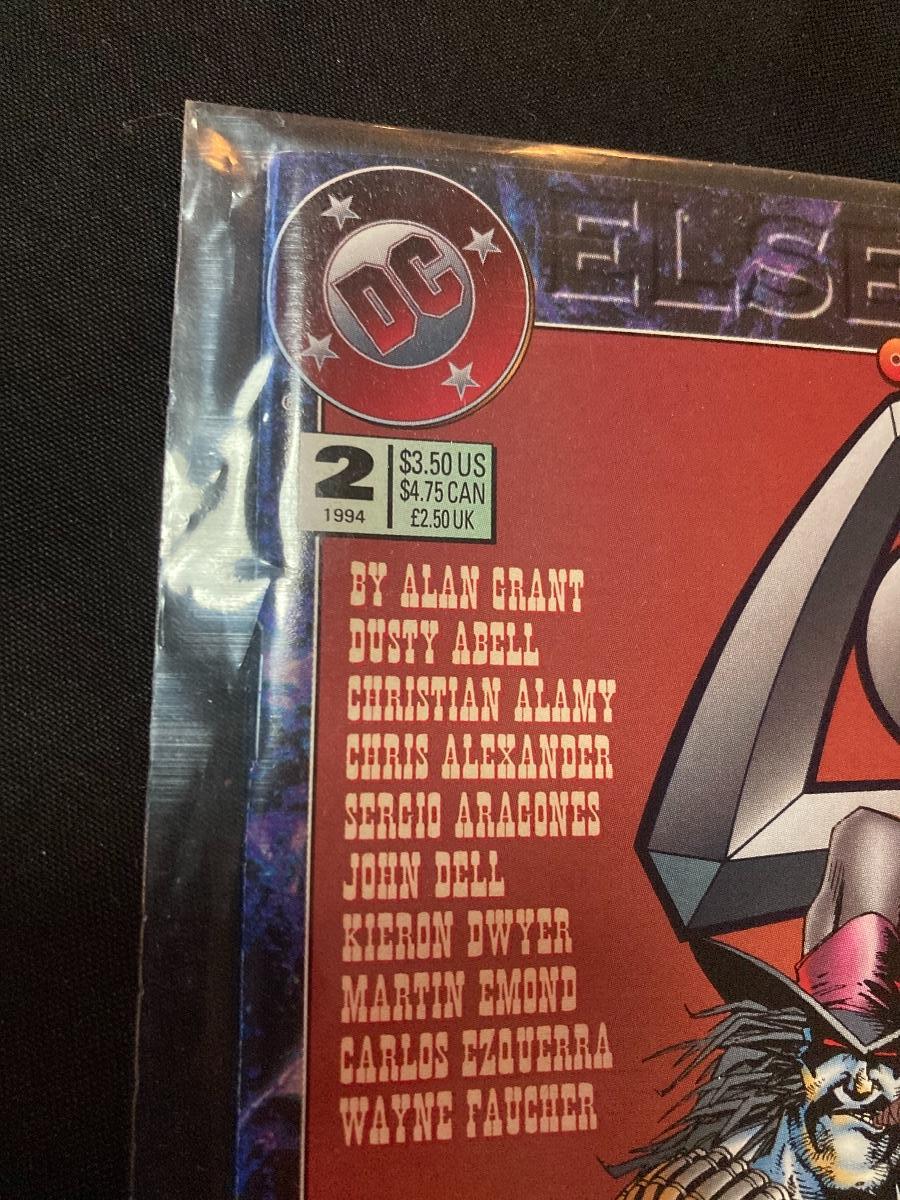 DC
ELSE
2
1994
$3.50 US
$4.75 CAN
£2.50 UK
BY ALAN GRANT
DUSTY ABELL
CHRISTIAN ALAMY
CHRIS ALEXANDER
SERGIO ARAGONES
JOHN DELL
KIERON DWYER
MARTIN EMOND
CARLOS EZQUERRA
WAYNE FAUCHER